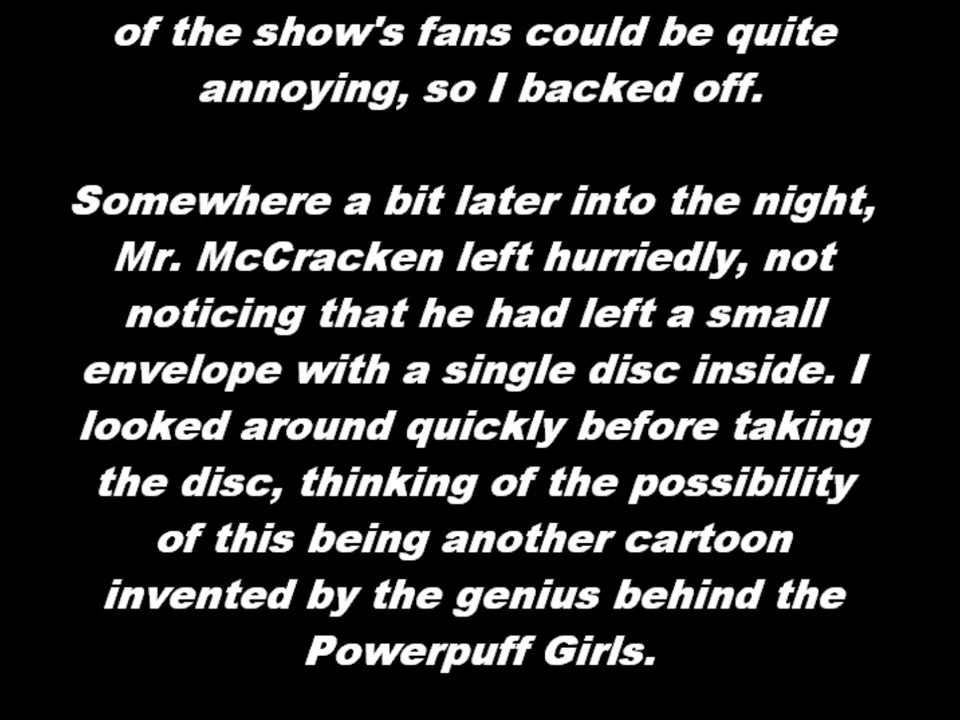 of the show's fans could be quite
annoying, so I backed off.
Somewhere a bit later into the night,
Mr. McCracken left hurriedly, not
noticing that he had left a small
envelope with a single disc inside. I
looked around quickly before taking
the disc, thinking of the possibility
of this being another cartoon
invented by the genius behind the
Powerpuff Girls.